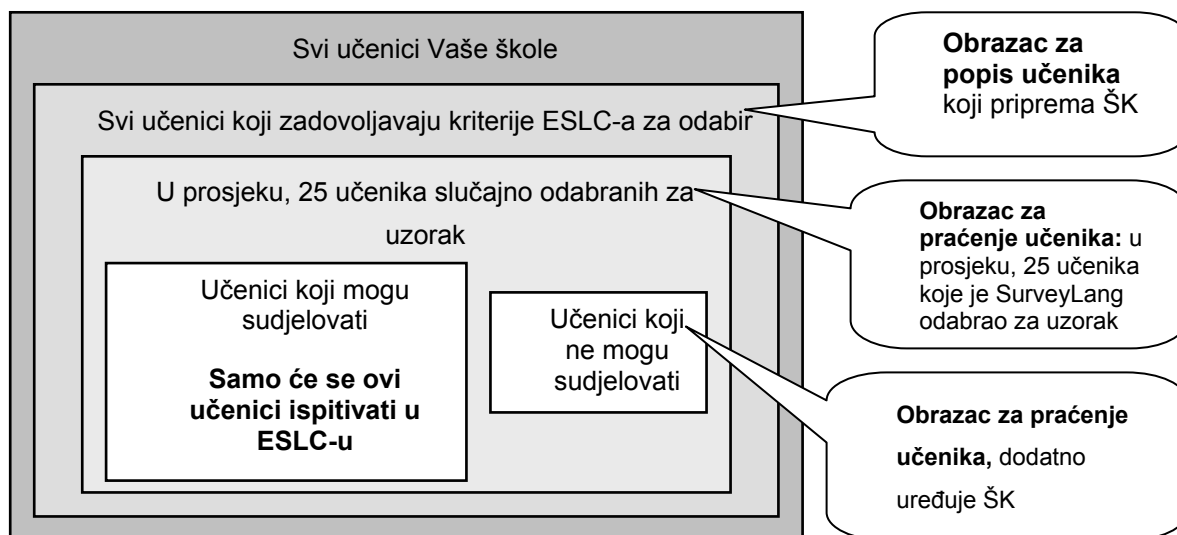 Svi učenici Vaše škole
Svi učenici koji zadovoljavaju kriterije ESLC-a za odabir
U prosjeku, 25 učenika slučajno odabranih za
uzorak
Učenici koji mogu
sudjelovati
Samo će se ovi
učenici ispitivati u
ESLC-u
Učenici koji
ne mogu
sudjelovati
Obrazac za
popis učenika
koji priprema ŠK
Obrazac za
praćenje učenika: u
prosjeku, 25 učenika
koje je SurveyLang
odabrao za uzorak
Obrazac za praćenje
učenika, dodatno
uređuje ŠK